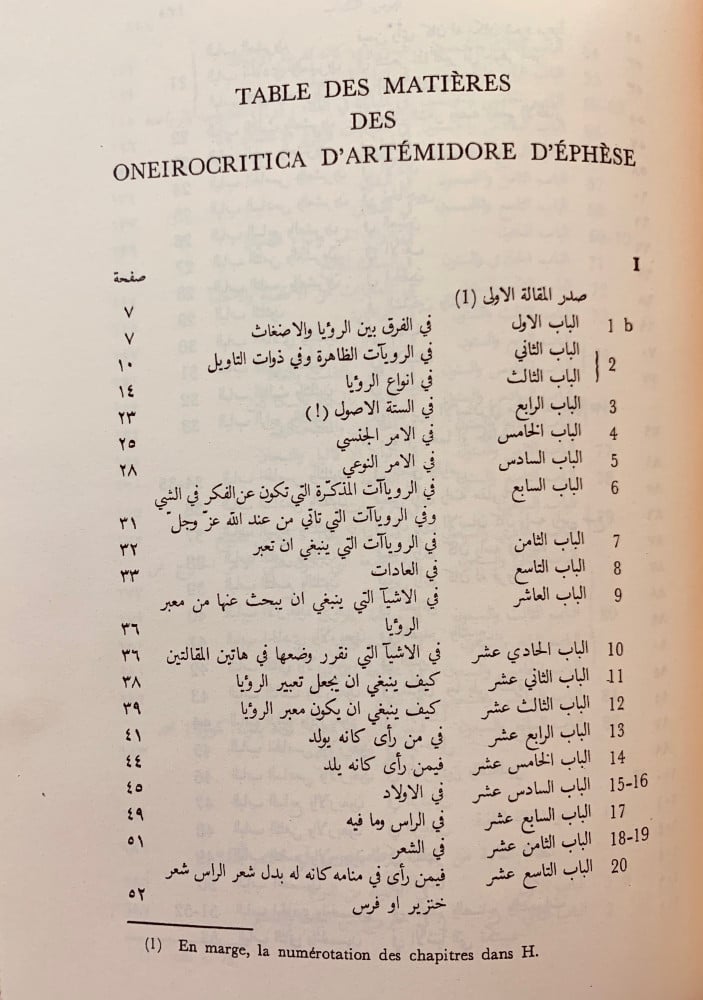 TABLE DES MATIÈRES
DES
ONEIROCRITICA D'ARTÉMIDORE D'ÉPHÈSE
I
صفحة
صدر المقالة الاولى (1) ٧
1 b الباب الاول في الفرق بين الرؤيا والاضغاث ٧
2 الباب الثاني في الرويآت الظاهرة وفي ذوات التاويل ١٠
الباب الثالث في انواع الرؤيا ١٤
3 الباب الرابع في الستة الاصول (!) ٢٣
4 الباب الخامس في الامر الجنسي ٢٥
5 الباب السادس في الامر النوعي ٢٨
6 الباب السابع في الروياآت المذكّرة التي تكون عن الفكر في الشي
وفي الروياآت التي تاتي من عند الله عزّ وجلّ ٣١
7 الباب الثامن في الروياآت التي ينبغي ان تعبر ٣٢
8 الباب التاسع في العادات ٣٣
9 الباب العاشر في الاشيآ التي ينبغي ان يبحث عنها من معبر
الرؤيا ٣٦
10 الباب الحادي عشر في الاشيآ التي نقرر وضعها في هاتين المقالتين ٣٦
11 الباب الثاني عشر كيف ينبغي ان يجعل تعبير الرؤيا ٣٨
12 الباب الثالث عشر كيف ينبغي ان يكون معبر الرؤيا ٣٩
13 الباب الرابع عشر في من رأى كانه يولد ٤١
14 الباب الخامس عشر فيمن رأى كانه يلد ٤٤
15-16 الباب السادس عشر في الاولاد ٤٥
17 الباب السابع عشر في الراس وما فيه ٤٩
18-19 الباب الثامن عشر في الشعر ٥١
20 الباب التاسع عشر فيمن رأى في منامه كانه له بدل شعر الراس شعر
خنزير او فرس ٥٢
(1) En marge, la numérotation des chapitres dans H.